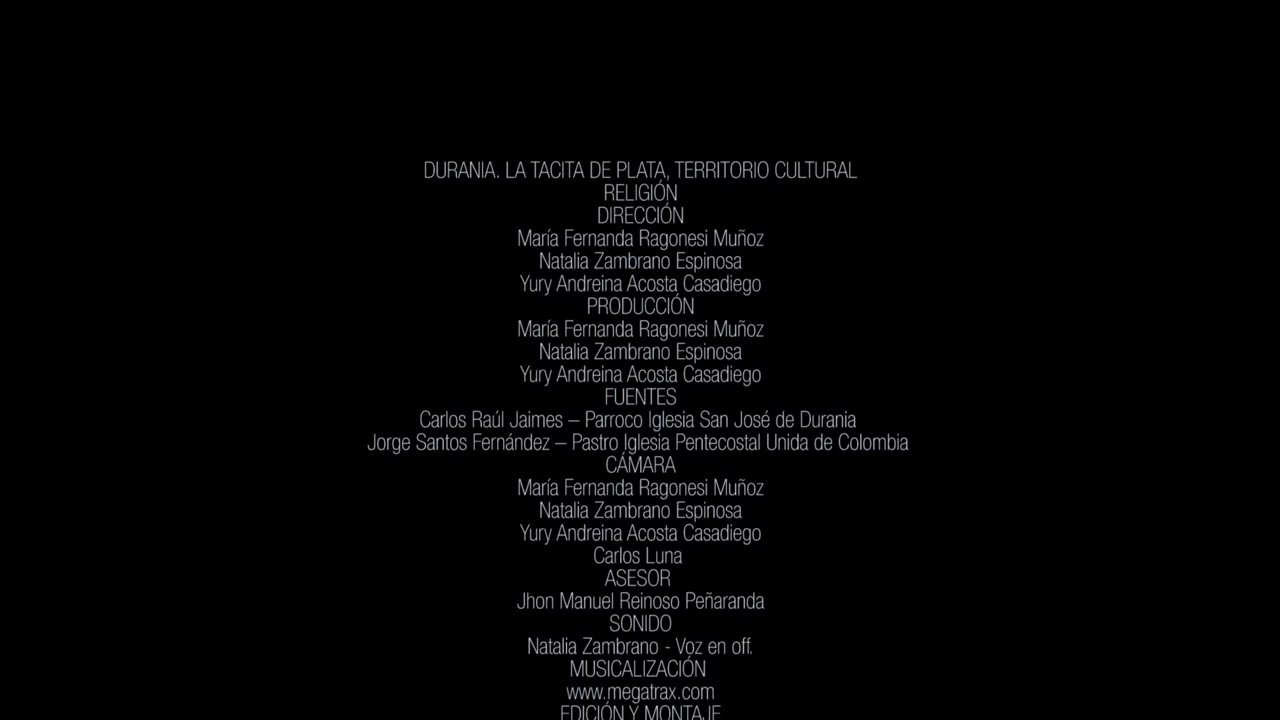 DURANIA. LA TACITA DE PLATA, TERRITORIO CULTURAL
RELIGIÓN
DIRECCIÓN
María Fernanda Ragonesi Muñoz
Natalia Zambrano Espinosa
Yury Andreina Acosta Casadiego
PRODUCCIÓN
María Fernanda Ragonesi Muñoz
Natalia Zambrano Espinosa
Yury Andreina Acosta Casadiego
FUENTES
Carlos Raúl Jaimes – Parroco Iglesia San José de Durania
Jorge Santos Fernández – Pastro Iglesia Pentecostal Unida de Colombia
CÁMARA
María Fernanda Ragonesi Muñoz
Natalia Zambrano Espinosa
Yury Andreina Acosta Casadiego
Carlos Luna
ASESOR
Jhon Manuel Reinoso Peñaranda
SONIDO
Natalia Zambrano - Voz en off.
MUSICALIZACIÓN
www.megatrax.com
EDICIÓN Y MONTAJE